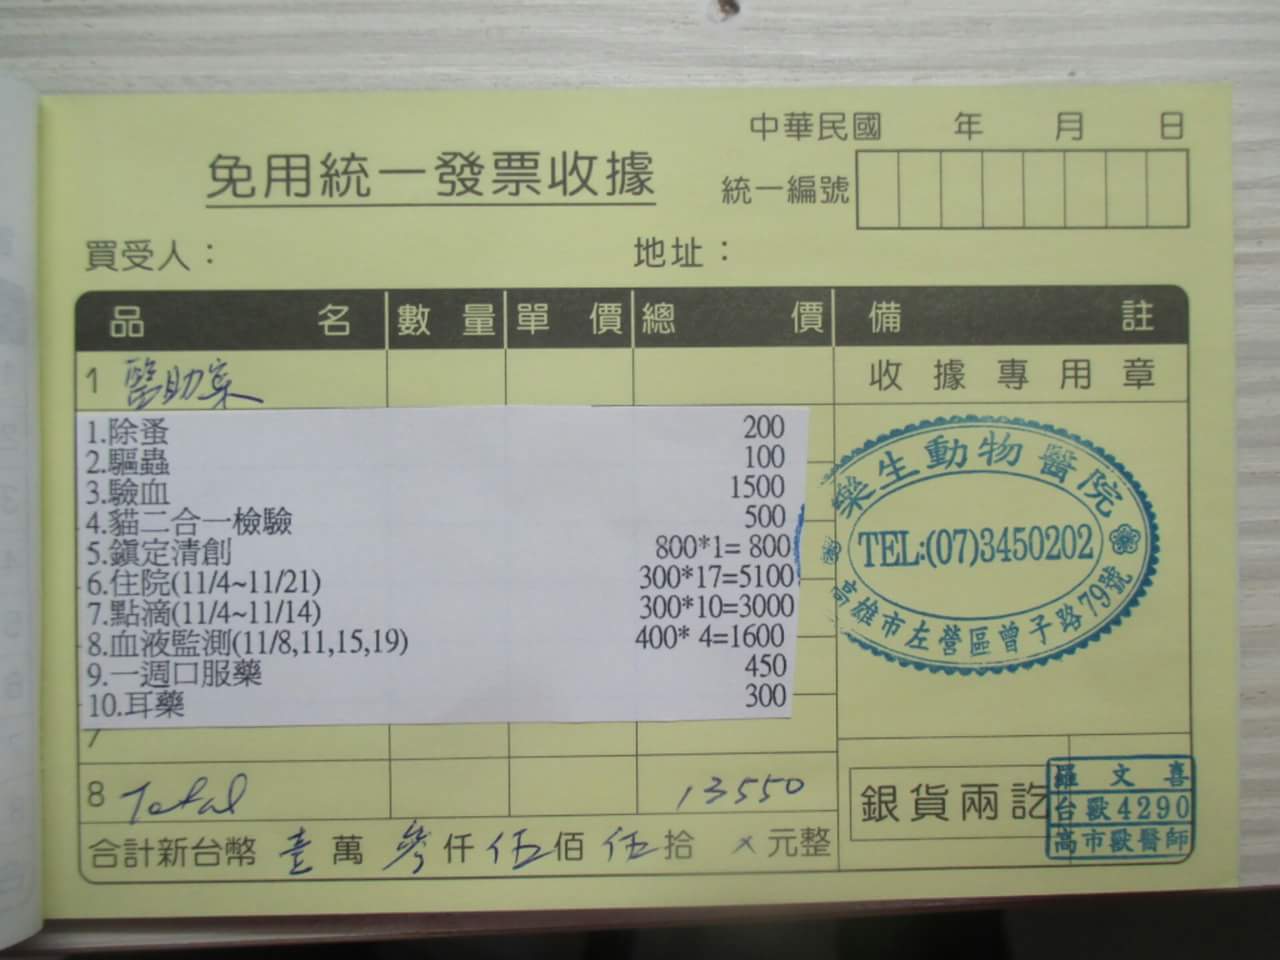 中華民國 年 月 日
免用統一發票收據
統一編號
買受人： 地址：
品名 數量 單價 總價 備註
1 醫助案
收據專用章
1.除蚤 200
2.驅蟲 100
3.驗血 1500
4.貓二合一檢驗 500
5.鎮定清創 800*1= 800
6.住院(11/4~11/21) 300*17=5100
7.點滴(11/4~11/14) 300*10=3000
8.血液監測(11/8,11,15,19) 400* 4=1600
9.一週口服藥 450
10.耳藥 300
樂生動物醫院
TEL:(07)3450202
高雄市左營區曾子路79號
7
8 Total 13550
合計新台幣 壹萬參仟伍佰伍拾×元整
銀貨兩訖
羅文喜
台獸4290
高市獸醫師